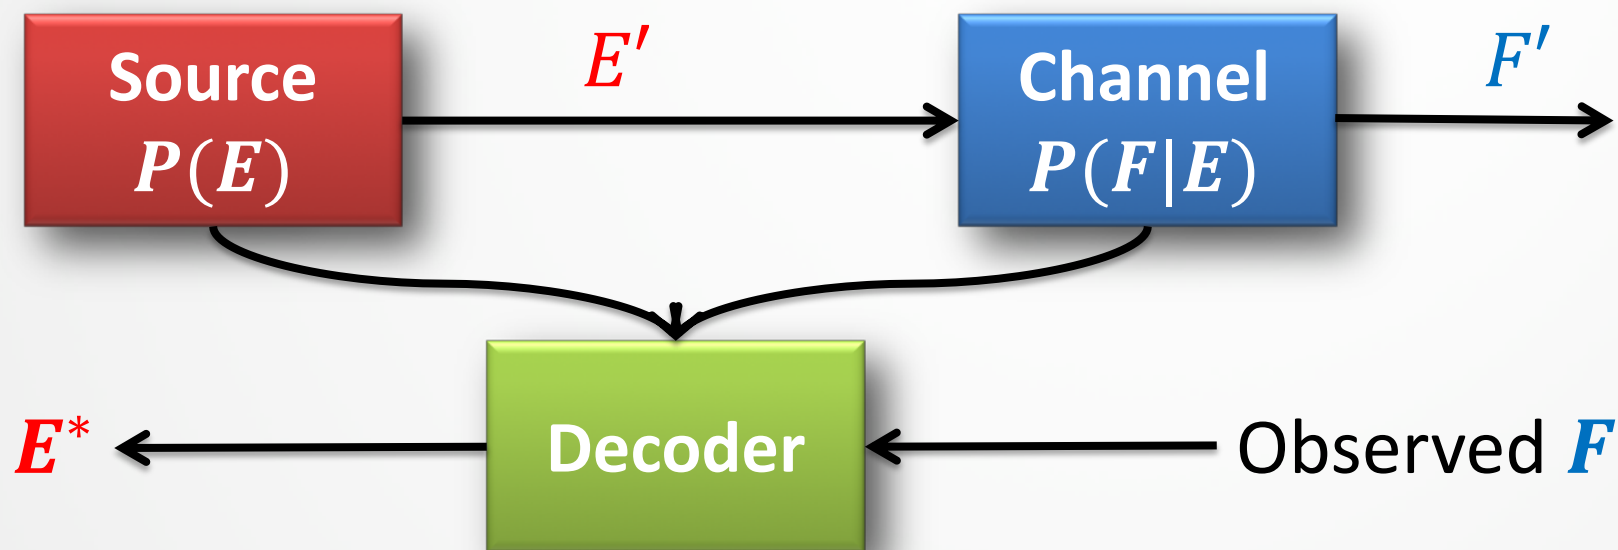 Source
P(E)
E′
Channel
P(F|E)
F′
E*
Decoder
Observed F